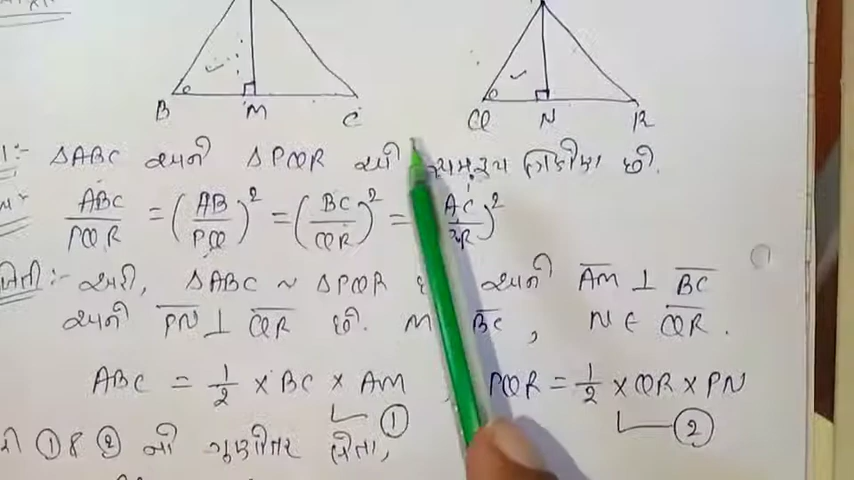 B M C
Q N R
ΔABC અને ΔPQR એ સમરૂપ ત્રિકોણ છે.
ABC/PQR = (AB/PQ)² = (BC/QR)² = AC/PR)²
સાબિતી:- અહી, ΔABC ~ ΔPQR અને AM ⊥ BC
અને PN ⊥ QR છે. M BC, N ∈ QR.
ABC = 1/2 × BC × AM , PQR = 1/2 × QR × PN
① ②
① & ② નો ગુણોત્તર લેતા,